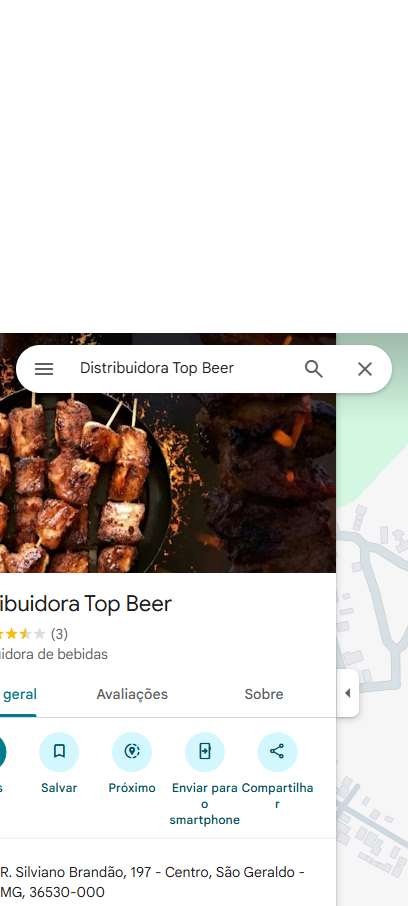 Distribuidora Top Beer
ibuidora Top Beer
(3)
uidora de bebidas
geral
Avaliações
Sobre
s
Salvar
Próximo
Enviar para o smartphone
Compartilhar
R. Silviano Brandão, 197 - Centro, São Geraldo -
MG, 36530-000